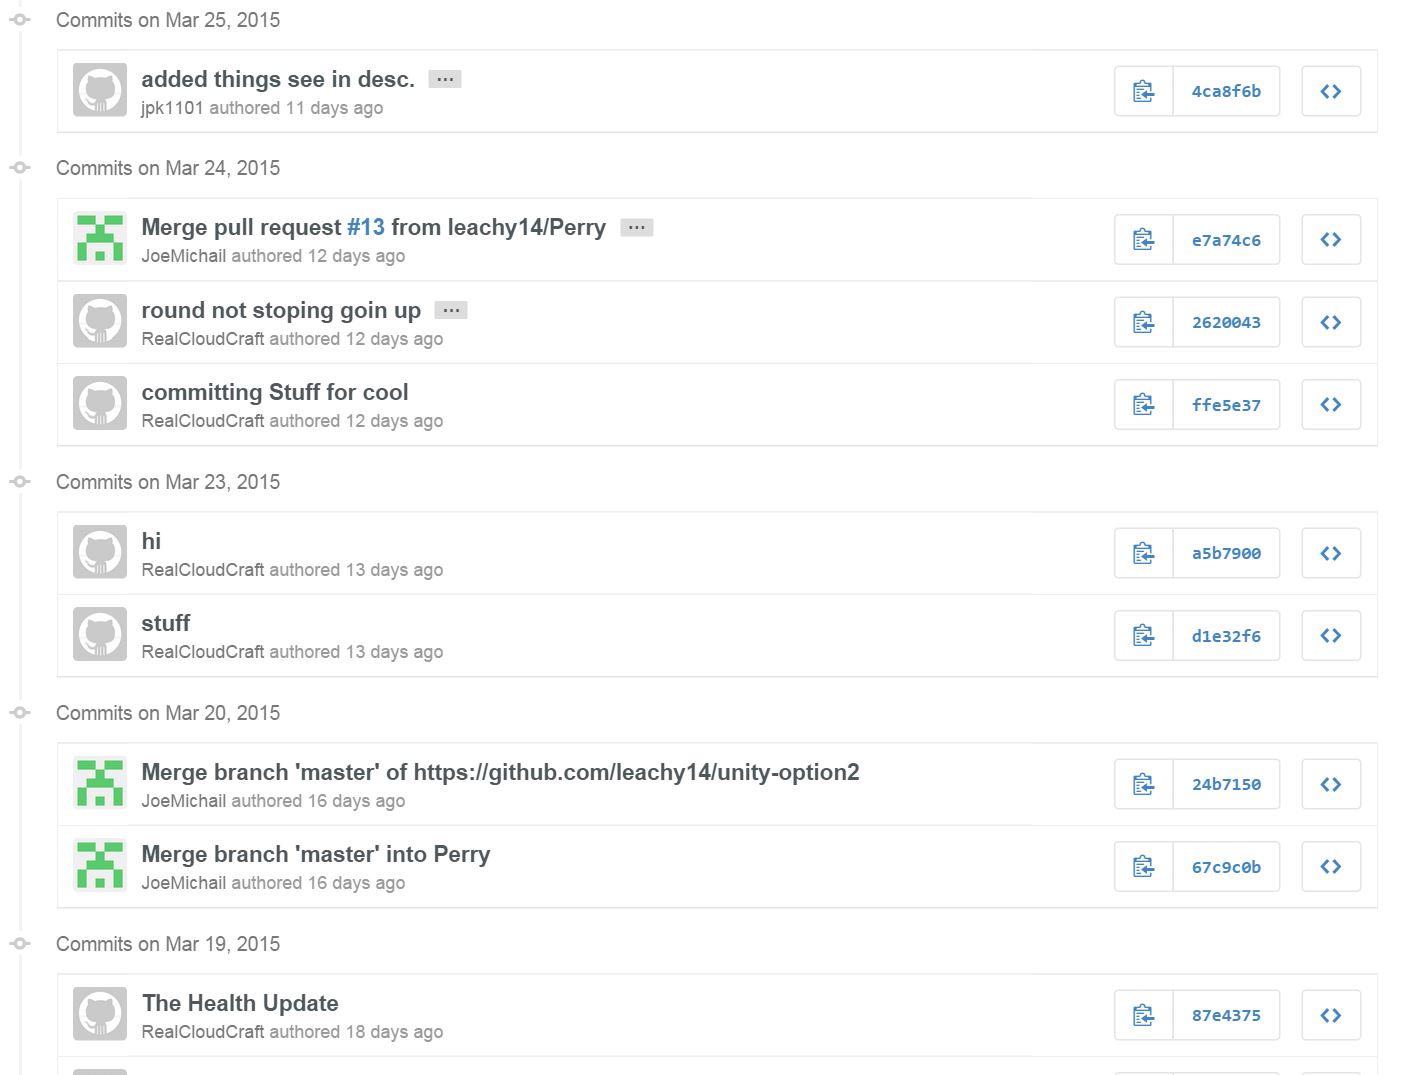 Commits on Mar 25, 2015
added things see in desc. ...
4ca8f6b
jpk1101 authored 11 days ago
Commits on Mar 24, 2015
Merge pull request #13 from leachy14/Perry ...
e7a74c6
JoeMichail authored 12 days ago
round not stoping goin up ...
2620043
RealCloudCraft authored 12 days ago
committing Stuff for cool
ffe5e37
RealCloudCraft authored 12 days ago
Commits on Mar 23, 2015
hi
a5b7900
RealCloudCraft authored 13 days ago
stuff
d1e32f6
RealCloudCraft authored 13 days ago
Commits on Mar 20, 2015
Merge branch 'master' of https://github.com/leachy14/unity-option2
24b7150
JoeMichail authored 16 days ago
Merge branch 'master' into Perry
67c9c0b
JoeMichail authored 16 days ago
Commits on Mar 19, 2015
The Health Update
87e4375
RealCloudCraft authored 18 days ago